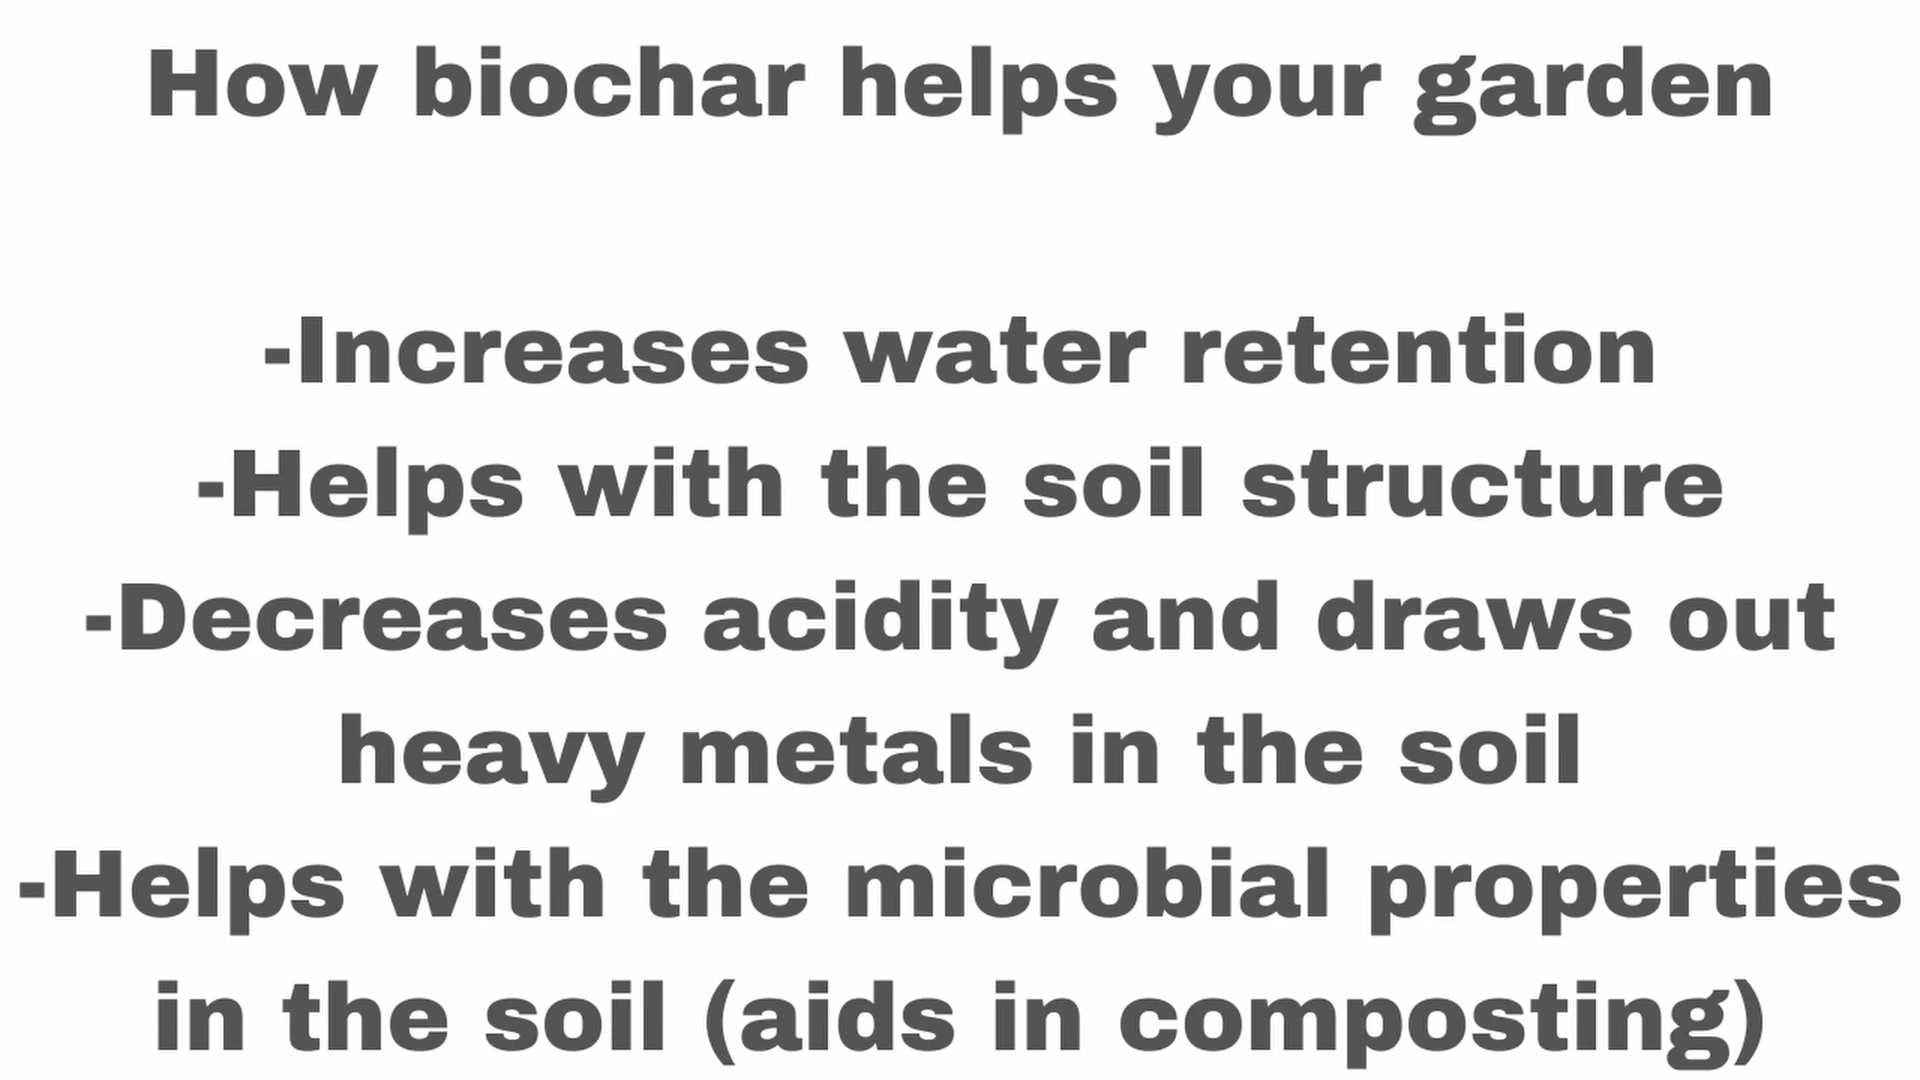 How biochar helps your garden
-Increases water retention
-Helps with the soil structure
-Decreases acidity and draws out
heavy metals in the soil
-Helps with the microbial properties
in the soil (aids in composting)